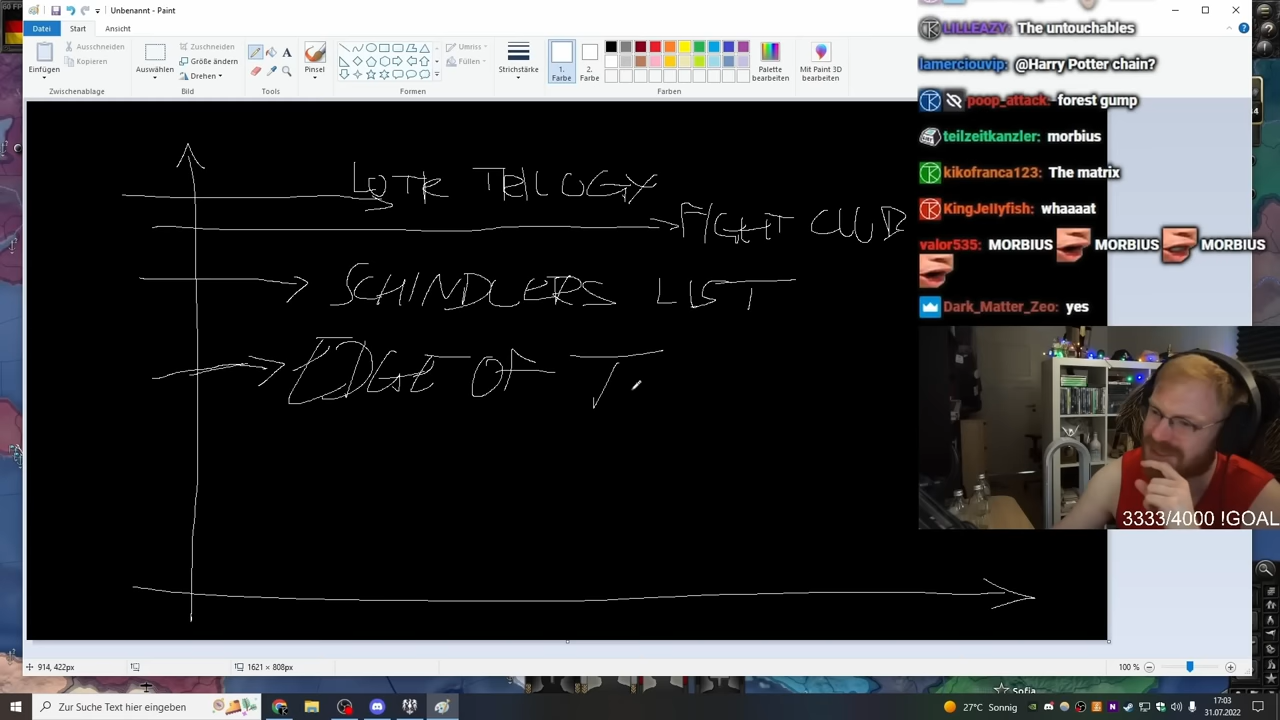 Unbenannt - Paint
Datei Start Ansicht
Einfügen
Ausschneiden
Kopieren
Zwischenablage
Auswählen
Zuschneiden
Größe ändern
Drehen
Bild
A
Tools
Pinsel
Formen
Umriss
Füllen
Strichstärke
1. Farbe
2. Farbe
Farben
Palette bearbeiten
Mit Paint 3D bearbeiten
LOTR TRILOGY
FIGHT CLUB
SCHINDLERS LIST
EDGE OF T
LILLEAZY: The untouchables
lamerciouvip: @Harry Potter chain?
poop_attack: forest gump
teilzeitkanzler: morbius
kikofranca123: The matrix
KingJellyfish: whaaaat
valor535: MORBIUS MORBIUS MORBIUS
Dark_Matter_Zeo: yes
3333/4000 !GOAL
914, 422px
1621 × 808px
100 %
Sofia
Zur Suche Text hier eingeben
27°C Sonnig
17:03
31.07.2022